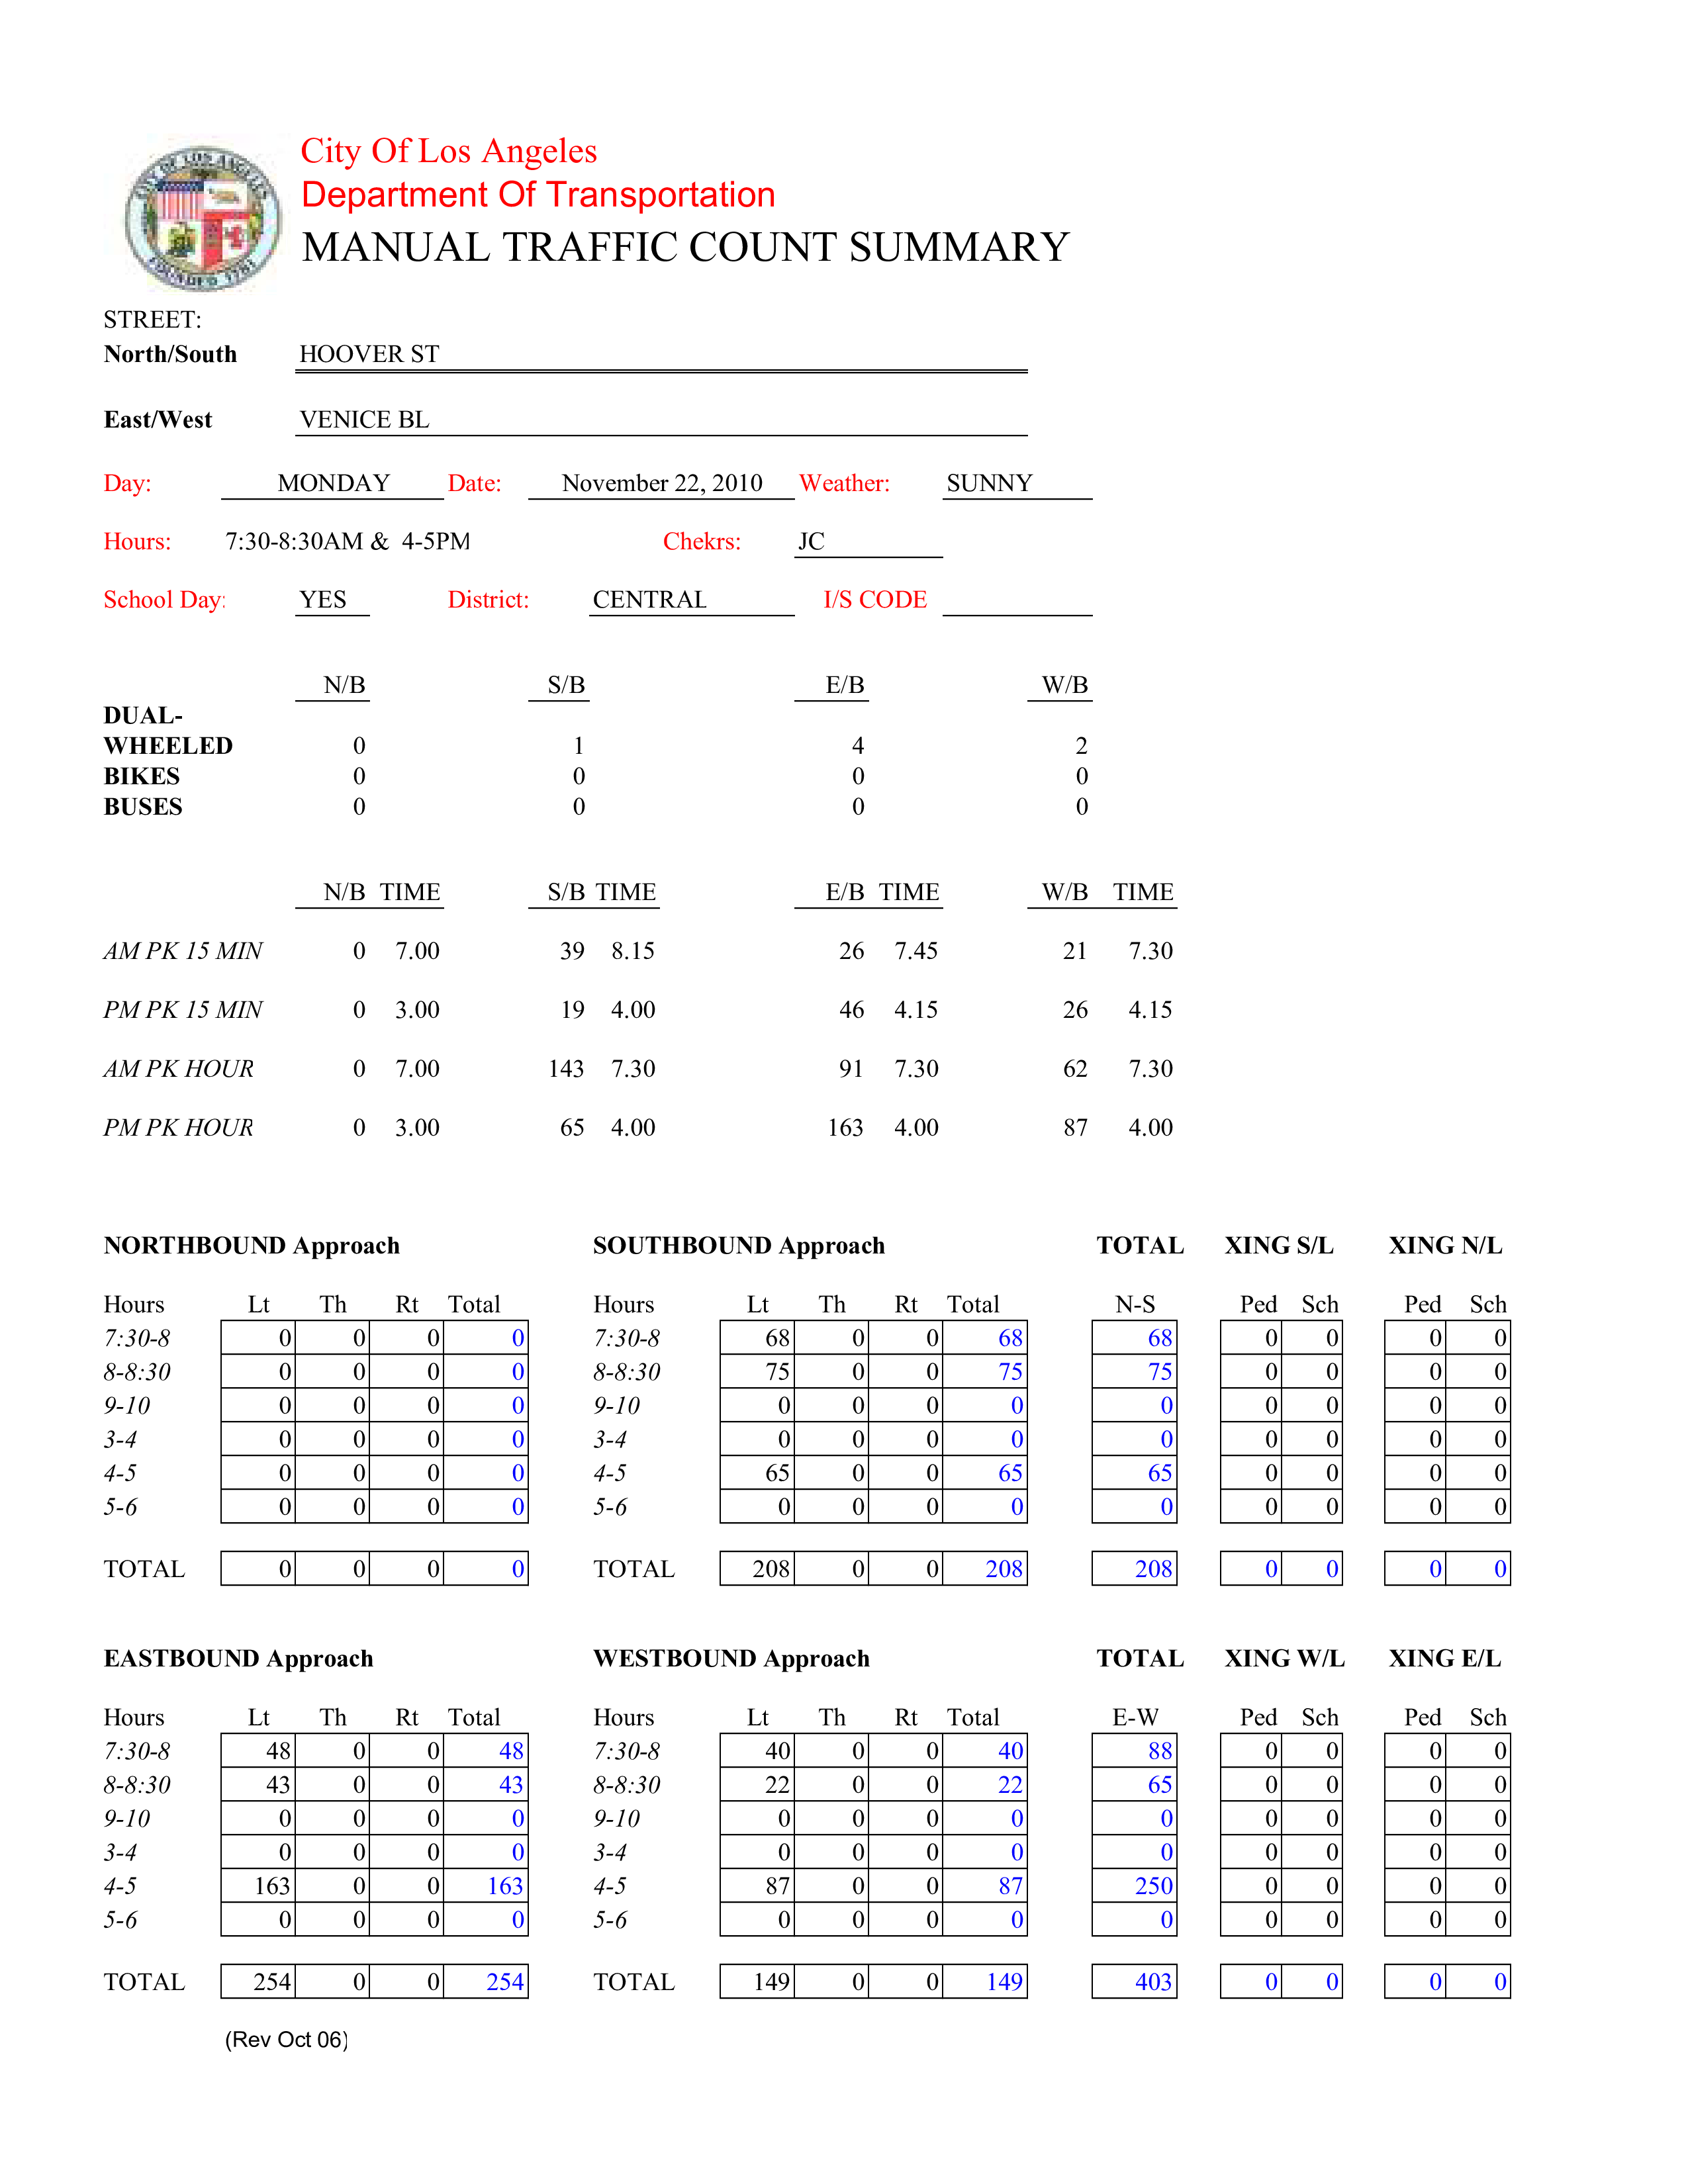 City Of Los Angeles
Department Of Transportation
MANUAL TRAFFIC COUNT SUMMARY
CITY OF LOS ANGELES
FOUNDED 1781
STREET:
North/South HOOVER ST
East/West VENICE BL
Day: MONDAY Date: November 22, 2010 Weather: SUNNY
Hours: 7:30-8:30AM & 4-5PM Chekrs: JC
School Day: YES District: CENTRAL I/S CODE
N/B S/B E/B W/B
DUAL-
WHEELED 0 1 4 2
BIKES 0 0 0 0
BUSES 0 0 0 0
N/B TIME S/B TIME E/B TIME W/B TIME
AM PK 15 MIN 0 7.00 39 8.15 26 7.45 21 7.30
PM PK 15 MIN 0 3.00 19 4.00 46 4.15 26 4.15
AM PK HOUR 0 7.00 143 7.30 91 7.30 62 7.30
PM PK HOUR 0 3.00 65 4.00 163 4.00 87 4.00
NORTHBOUND Approach SOUTHBOUND Approach TOTAL XING S/L XING N/L
Hours Lt Th Rt Total Hours Lt Th Rt Total N-S Ped Sch Ped Sch
7:30-8 0 0 0 0 7:30-8 68 0 0 68 68 0 0 0 0
8-8:30 0 0 0 0 8-8:30 75 0 0 75 75 0 0 0 0
9-10 0 0 0 0 9-10 0 0 0 0 0 0 0 0 0
3-4 0 0 0 0 3-4 0 0 0 0 0 0 0 0 0
4-5 0 0 0 0 4-5 65 0 0 65 65 0 0 0 0
5-6 0 0 0 0 5-6 0 0 0 0 0 0 0 0 0
TOTAL 0 0 0 0 TOTAL 208 0 0 208 208 0 0 0 0
EASTBOUND Approach WESTBOUND Approach TOTAL XING W/L XING E/L
Hours Lt Th Rt Total Hours Lt Th Rt Total E-W Ped Sch Ped Sch
7:30-8 48 0 0 48 7:30-8 40 0 0 40 88 0 0 0 0
8-8:30 43 0 0 43 8-8:30 22 0 0 22 65 0 0 0 0
9-10 0 0 0 0 9-10 0 0 0 0 0 0 0 0 0
3-4 0 0 0 0 3-4 0 0 0 0 0 0 0 0 0
4-5 163 0 0 163 4-5 87 0 0 87 250 0 0 0 0
5-6 0 0 0 0 5-6 0 0 0 0 0 0 0 0 0
TOTAL 254 0 0 254 TOTAL 149 0 0 149 403 0 0 0 0
(Rev Oct 06)